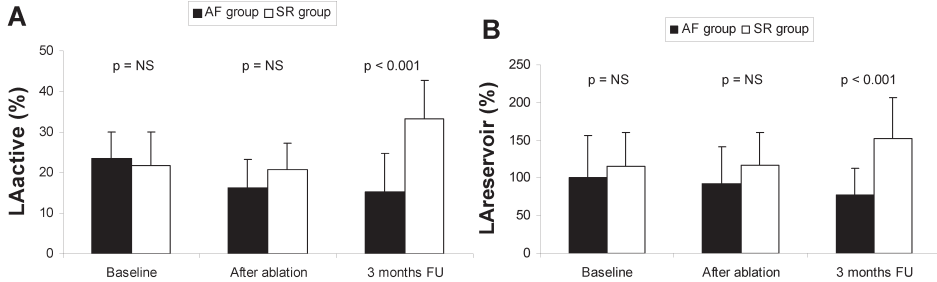 A
AF group SR group
LAactive (%)
50
40
30
20
10
0
p = NS
p = NS
p < 0.001
Baseline
After ablation
3 months FU
B
AF group SR group
LAreservoir (%)
250
200
150
100
50
0
p = NS
p = NS
p < 0.001
Baseline
After ablation
3 months FU